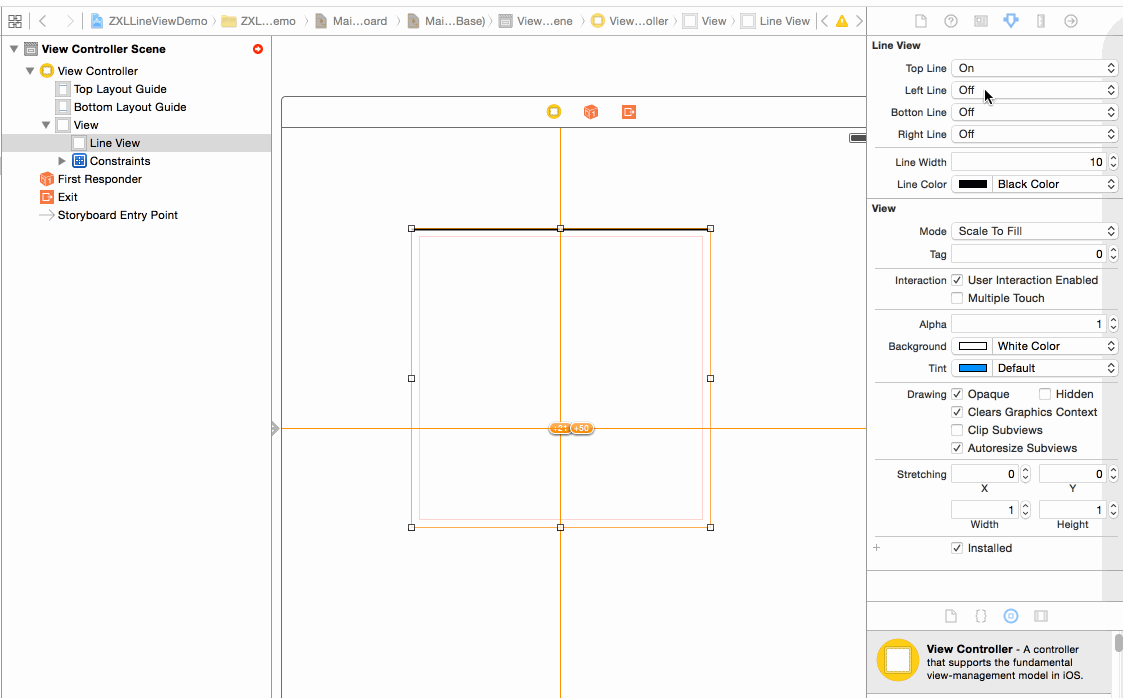 ZXLLineViewDemo ZXL...emo Mai...oard Mai...Base) View...ene View...oller View Line View
View Controller Scene
View Controller
Top Layout Guide
Bottom Layout Guide
View
Line View
Constraints
First Responder
Exit
Storyboard Entry Point
+50
Line View
Top Line On
Left Line Off
Botton Line Off
Right Line Off
Line Width 10
Line Color Black Color
View
Mode Scale To Fill
Tag 0
Interaction User Interaction Enabled
Multiple Touch
Alpha 1
Background White Color
Tint Default
Drawing Opaque Hidden
Clears Graphics Context
Clip Subviews
Autoresize Subviews
Stretching 0 0
X Y
1 1
Width Height
+ Installed
View Controller - A controller
that supports the fundamental
view-management model in iOS.